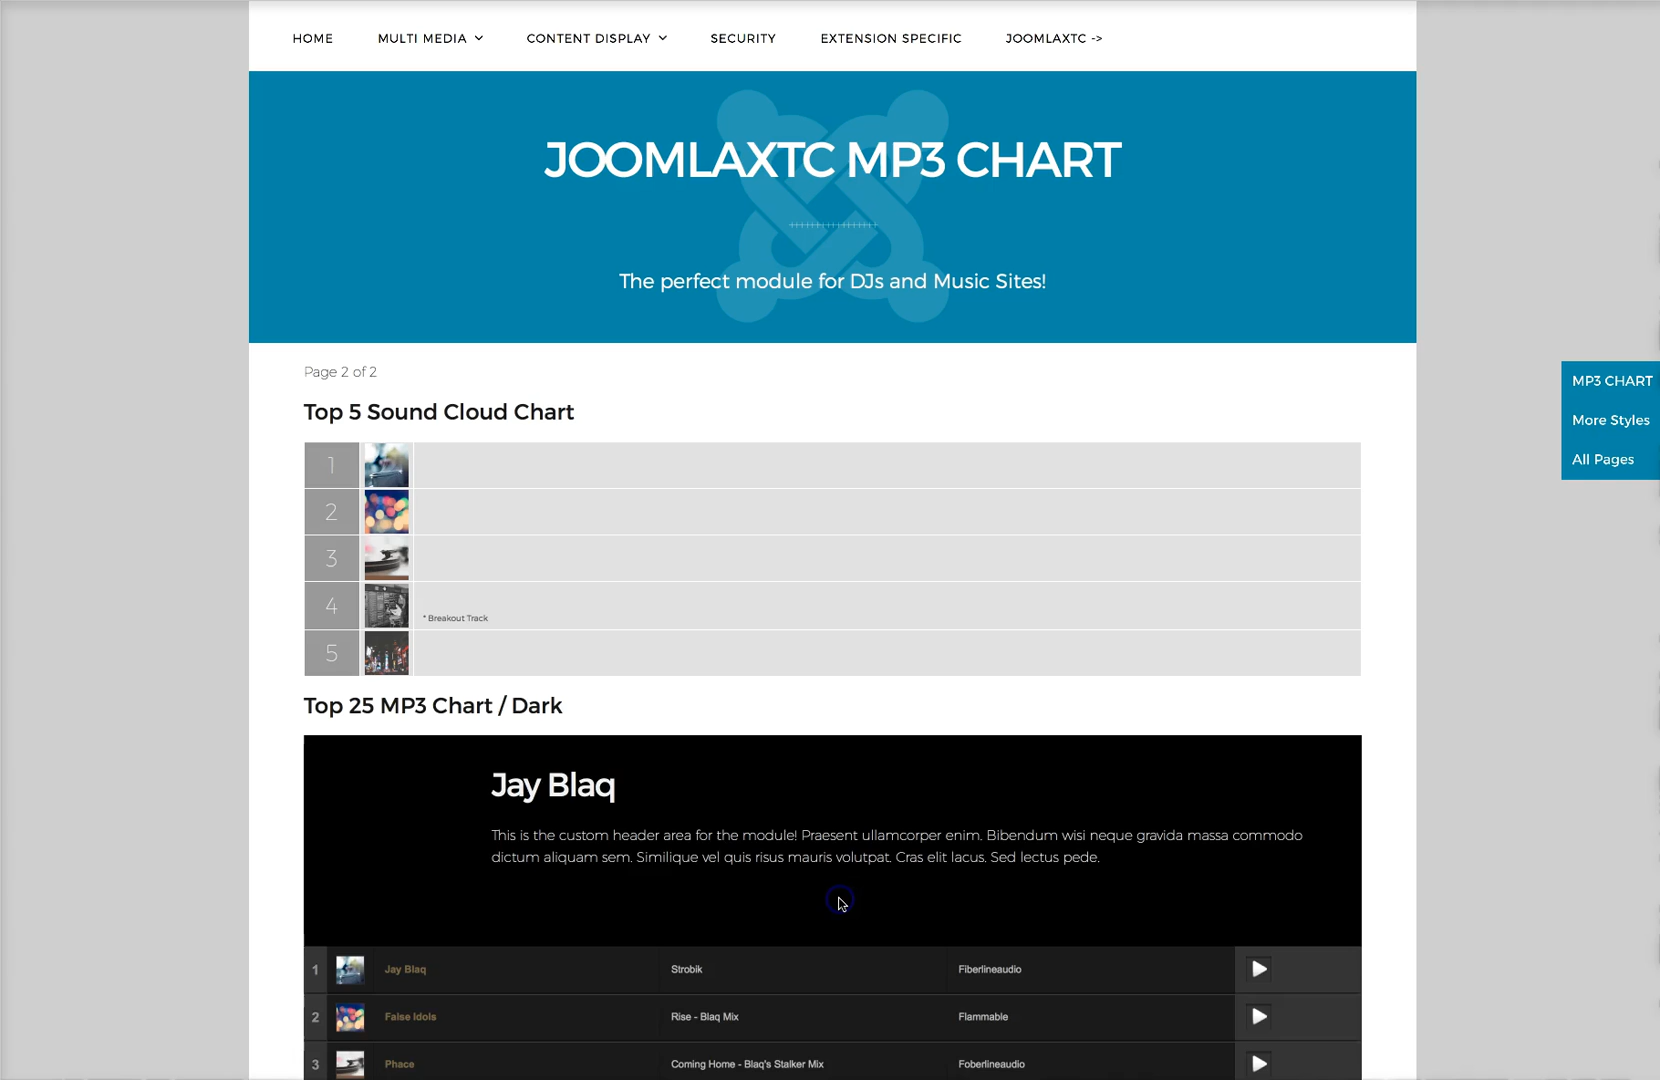 HOME MULTI MEDIA CONTENT DISPLAY SECURITY EXTENSION SPECIFIC JOOMLAXTC ->
JOOMLAXTC MP3 CHART
++++++++++++++++++
The perfect module for DJs and Music Sites!
MP3 CHART
More Styles
All Pages
Page 2 of 2
Top 5 Sound Cloud Chart
1
2
3
4 * Breakout Track
5
Top 25 MP3 Chart / Dark
Jay Blaq
This is the custom header area for the module! Praesent ullamcorper enim. Bibendum wisi neque gravida massa commodo
dictum aliquam sem. Similique vel quis risus mauris volutpat. Cras elit lacus. Sed lectus pede.
1 Jay Blaq Strobik Fiberlineaudio
2 False Idols Rise - Blaq Mix Flammable
3 Phace Coming Home - Blaq's Stalker Mix Foberlineaudio